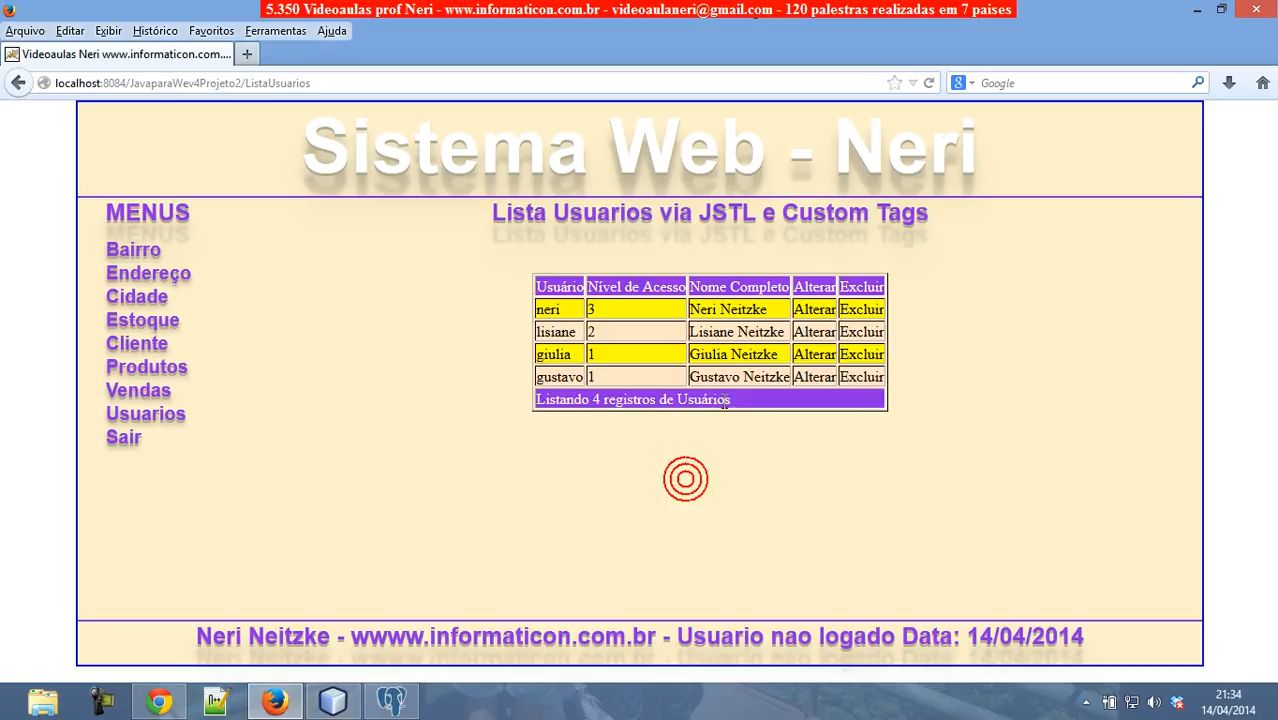 5.350 Videoaulas prof Neri - www.informaticon.com.br - videoaulaneri@gmail.com - 120 palestras realizadas em 7 paises
Arquivo Editar Exibir Histórico Favoritos Ferramentas Ajuda
Videoaulas Neri www.informaticon.com....
localhost:8084/JavaparaWev4Projeto2/ListaUsuarios
Google
Sistema Web - Neri
MENUS
Bairro
Endereço
Cidade
Estoque
Cliente
Produtos
Vendas
Usuarios
Sair
Lista Usuarios via JSTL e Custom Tags
Usuário Nível de Acesso Nome Completo Alterar Excluir
neri 3 Neri Neitzke Alterar Excluir
lisiane 2 Lisiane Neitzke Alterar Excluir
giulia 1 Giulia Neitzke Alterar Excluir
gustavo 1 Gustavo Neitzke Alterar Excluir
Listando 4 registros de Usuários
Neri Neitzke - wwww.informaticon.com.br - Usuario nao logado Data: 14/04/2014
21:34
14/04/2014